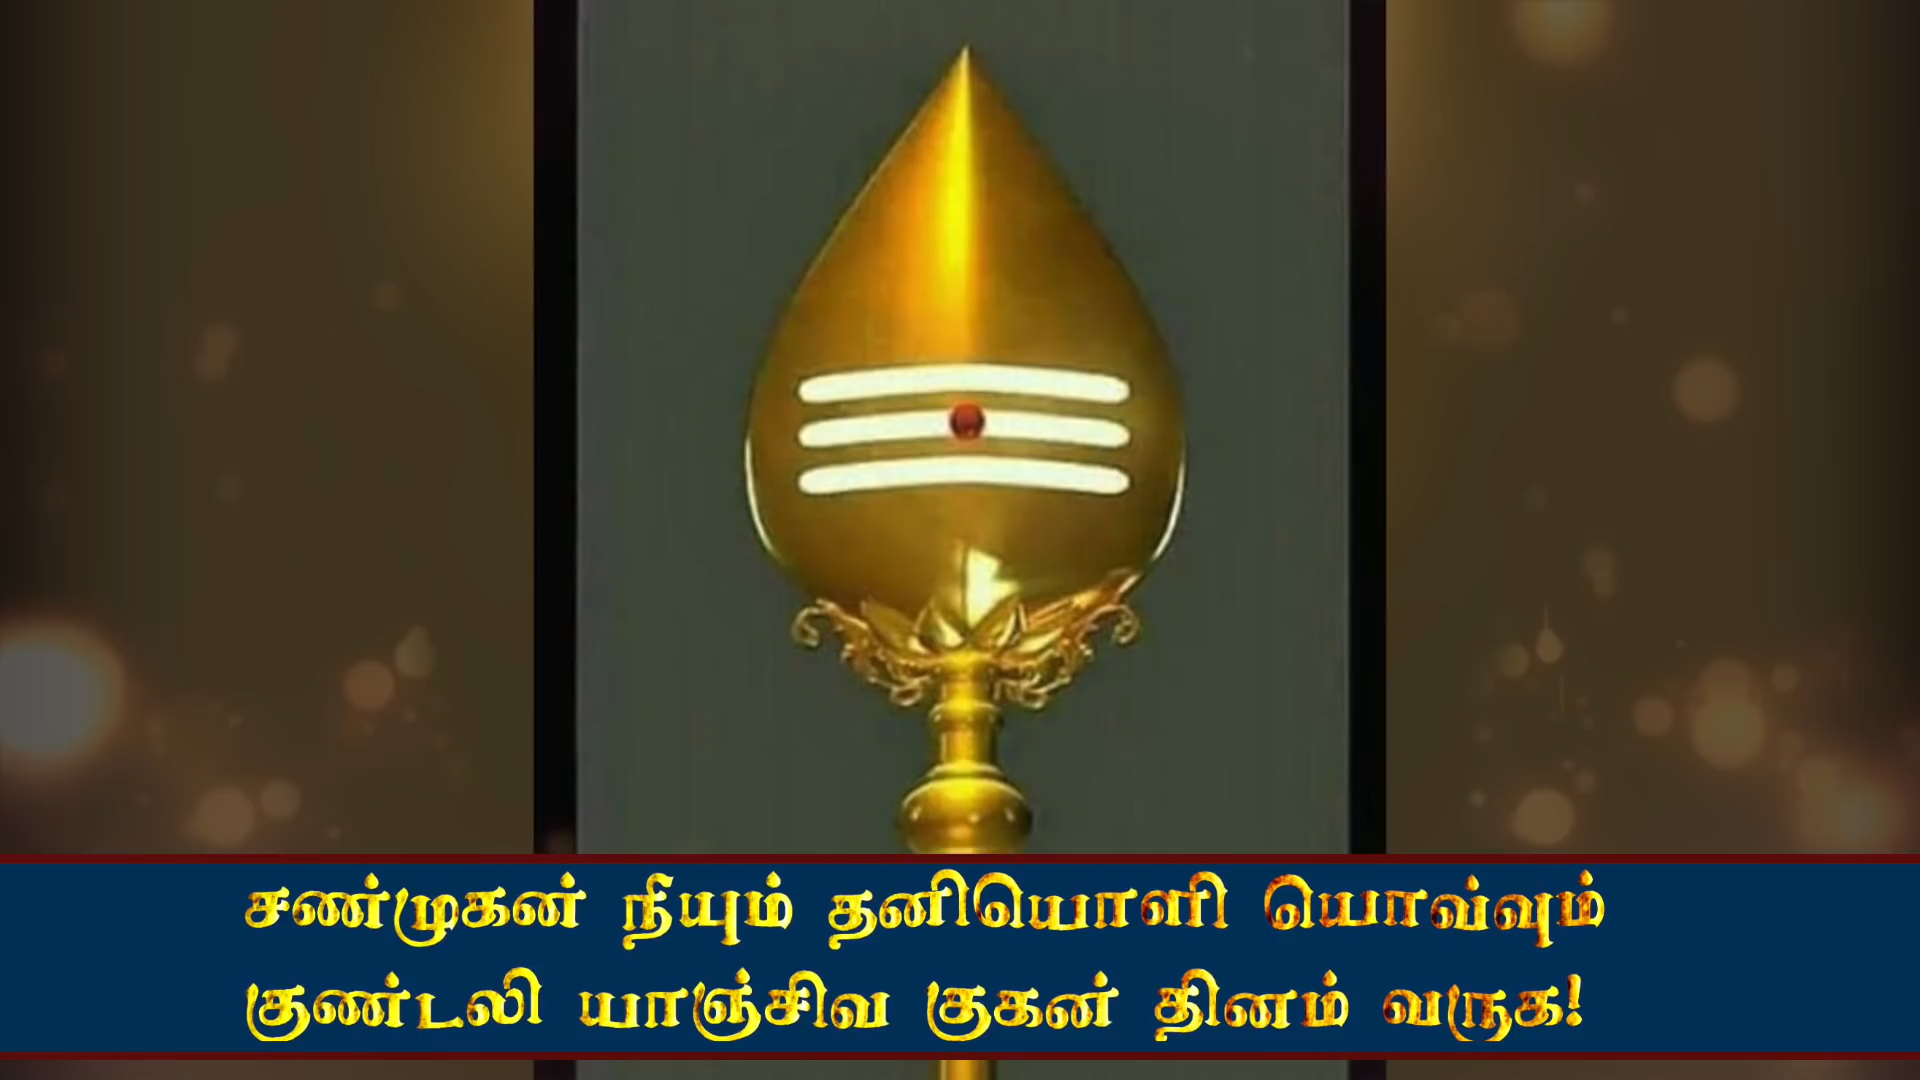 சண்முகன் நீயும் தனியொளி யொவ்வும்
குண்டலி யாஞ்சிவ குகன் தினம் வருக!